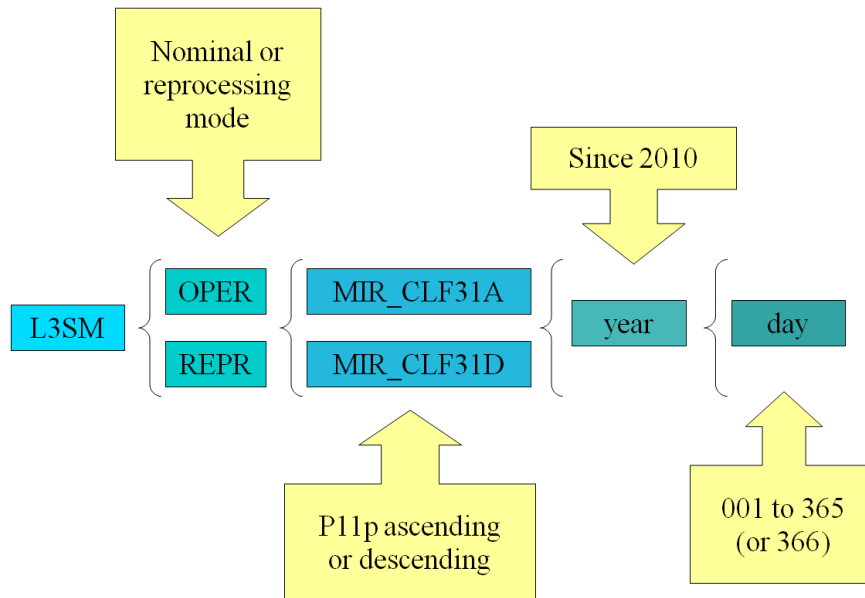 Nominal or
reprocessing
mode
Since 2010
OPER
MIR_CLF31A
L3SM
year
day
REPR
MIR_CLF31D
P11p ascending
or descending
001 to 365
(or 366)